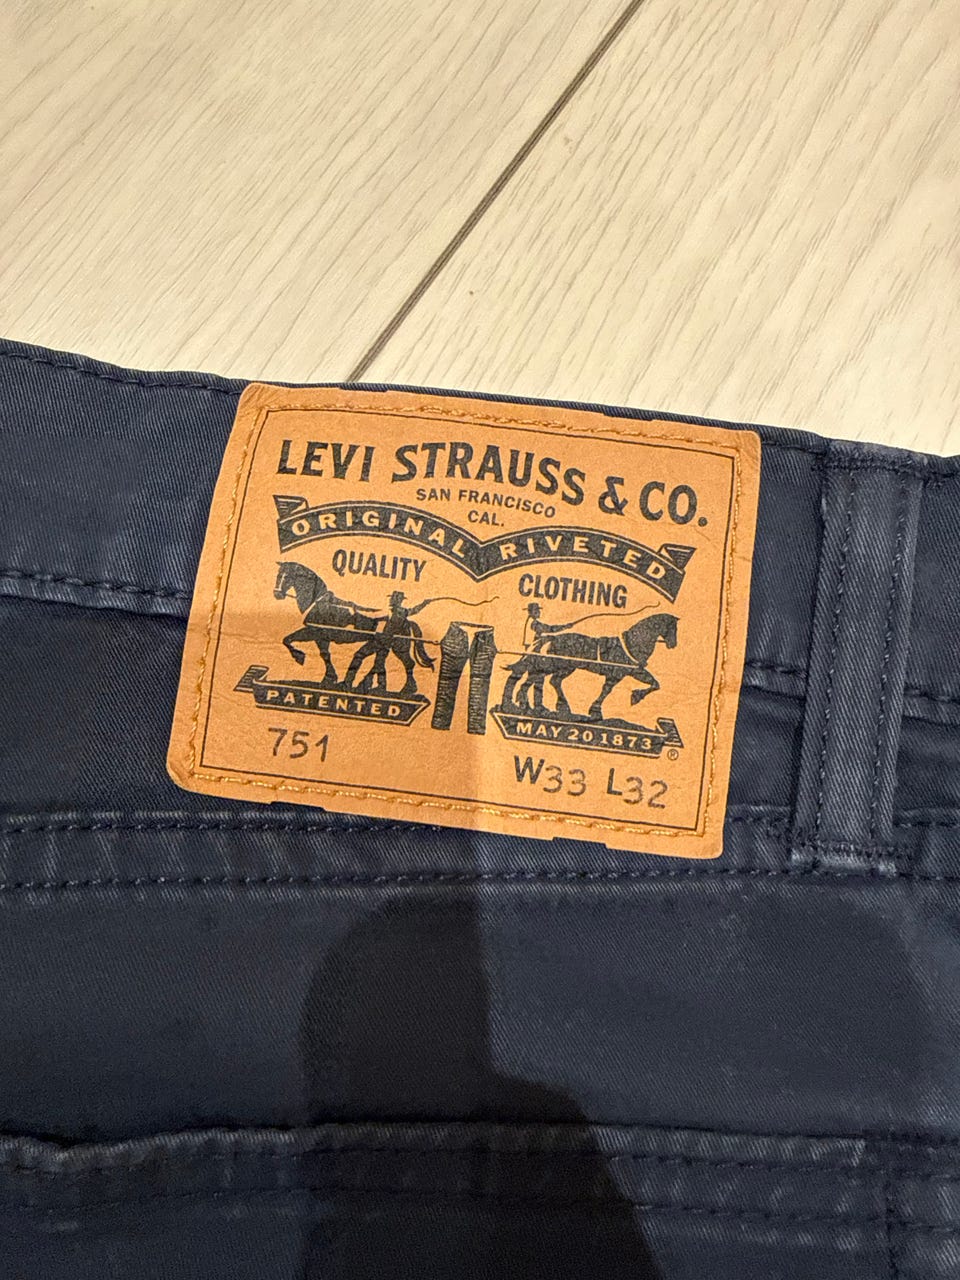 LEVI STRAUSS & CO.
SAN FRANCISCO
CAL.
ORIGINAL RIVETED
QUALITY CLOTHING
PATENTED MAY 20 1873 ®
751 W33 L32